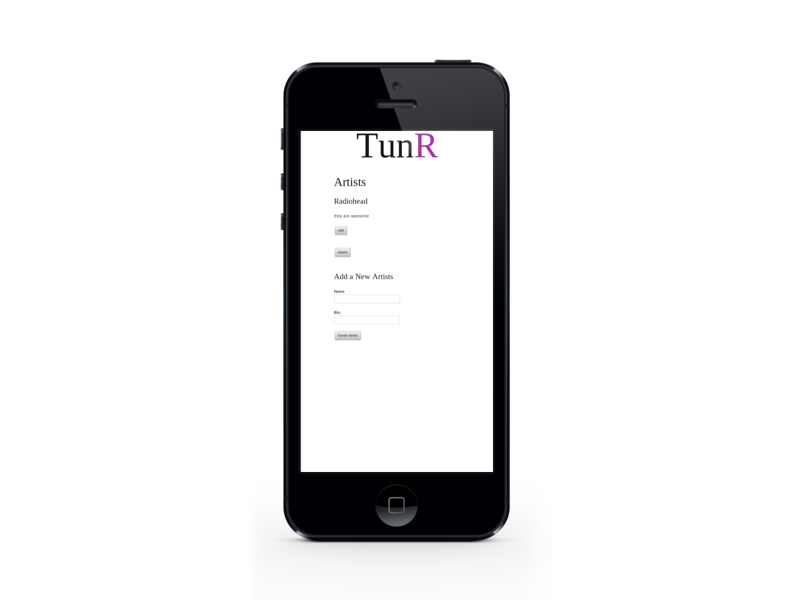 TunR
Artists
Radiohead
they are awesome
edit
delete
Add a New Artists
Name
Bio
Create Artist